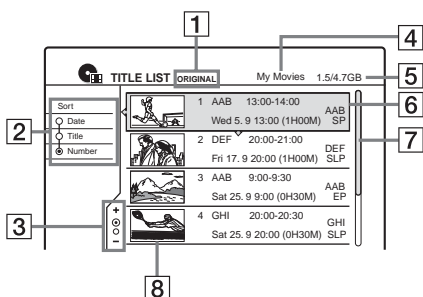 1
4
TITLE LIST ORIGINAL My Movies 1.5/4.7GB
5
Sort
Date
Title
Number
2
1 AAB 13:00-14:00 AAB
Wed 5. 9 13:00 (1H00M) SP
6
7
2 DEF 20:00-21:00 DEF
Fri 17. 9 20:00 (1H00M) SLP
3 AAB 9:00-9:30 AAB
Sat 25. 9 9:00 (0H30M) EP
3
+
−
4 GHI 20:00-20:30 GHI
Sat 25. 9 20:00 (0H30M) SLP
8